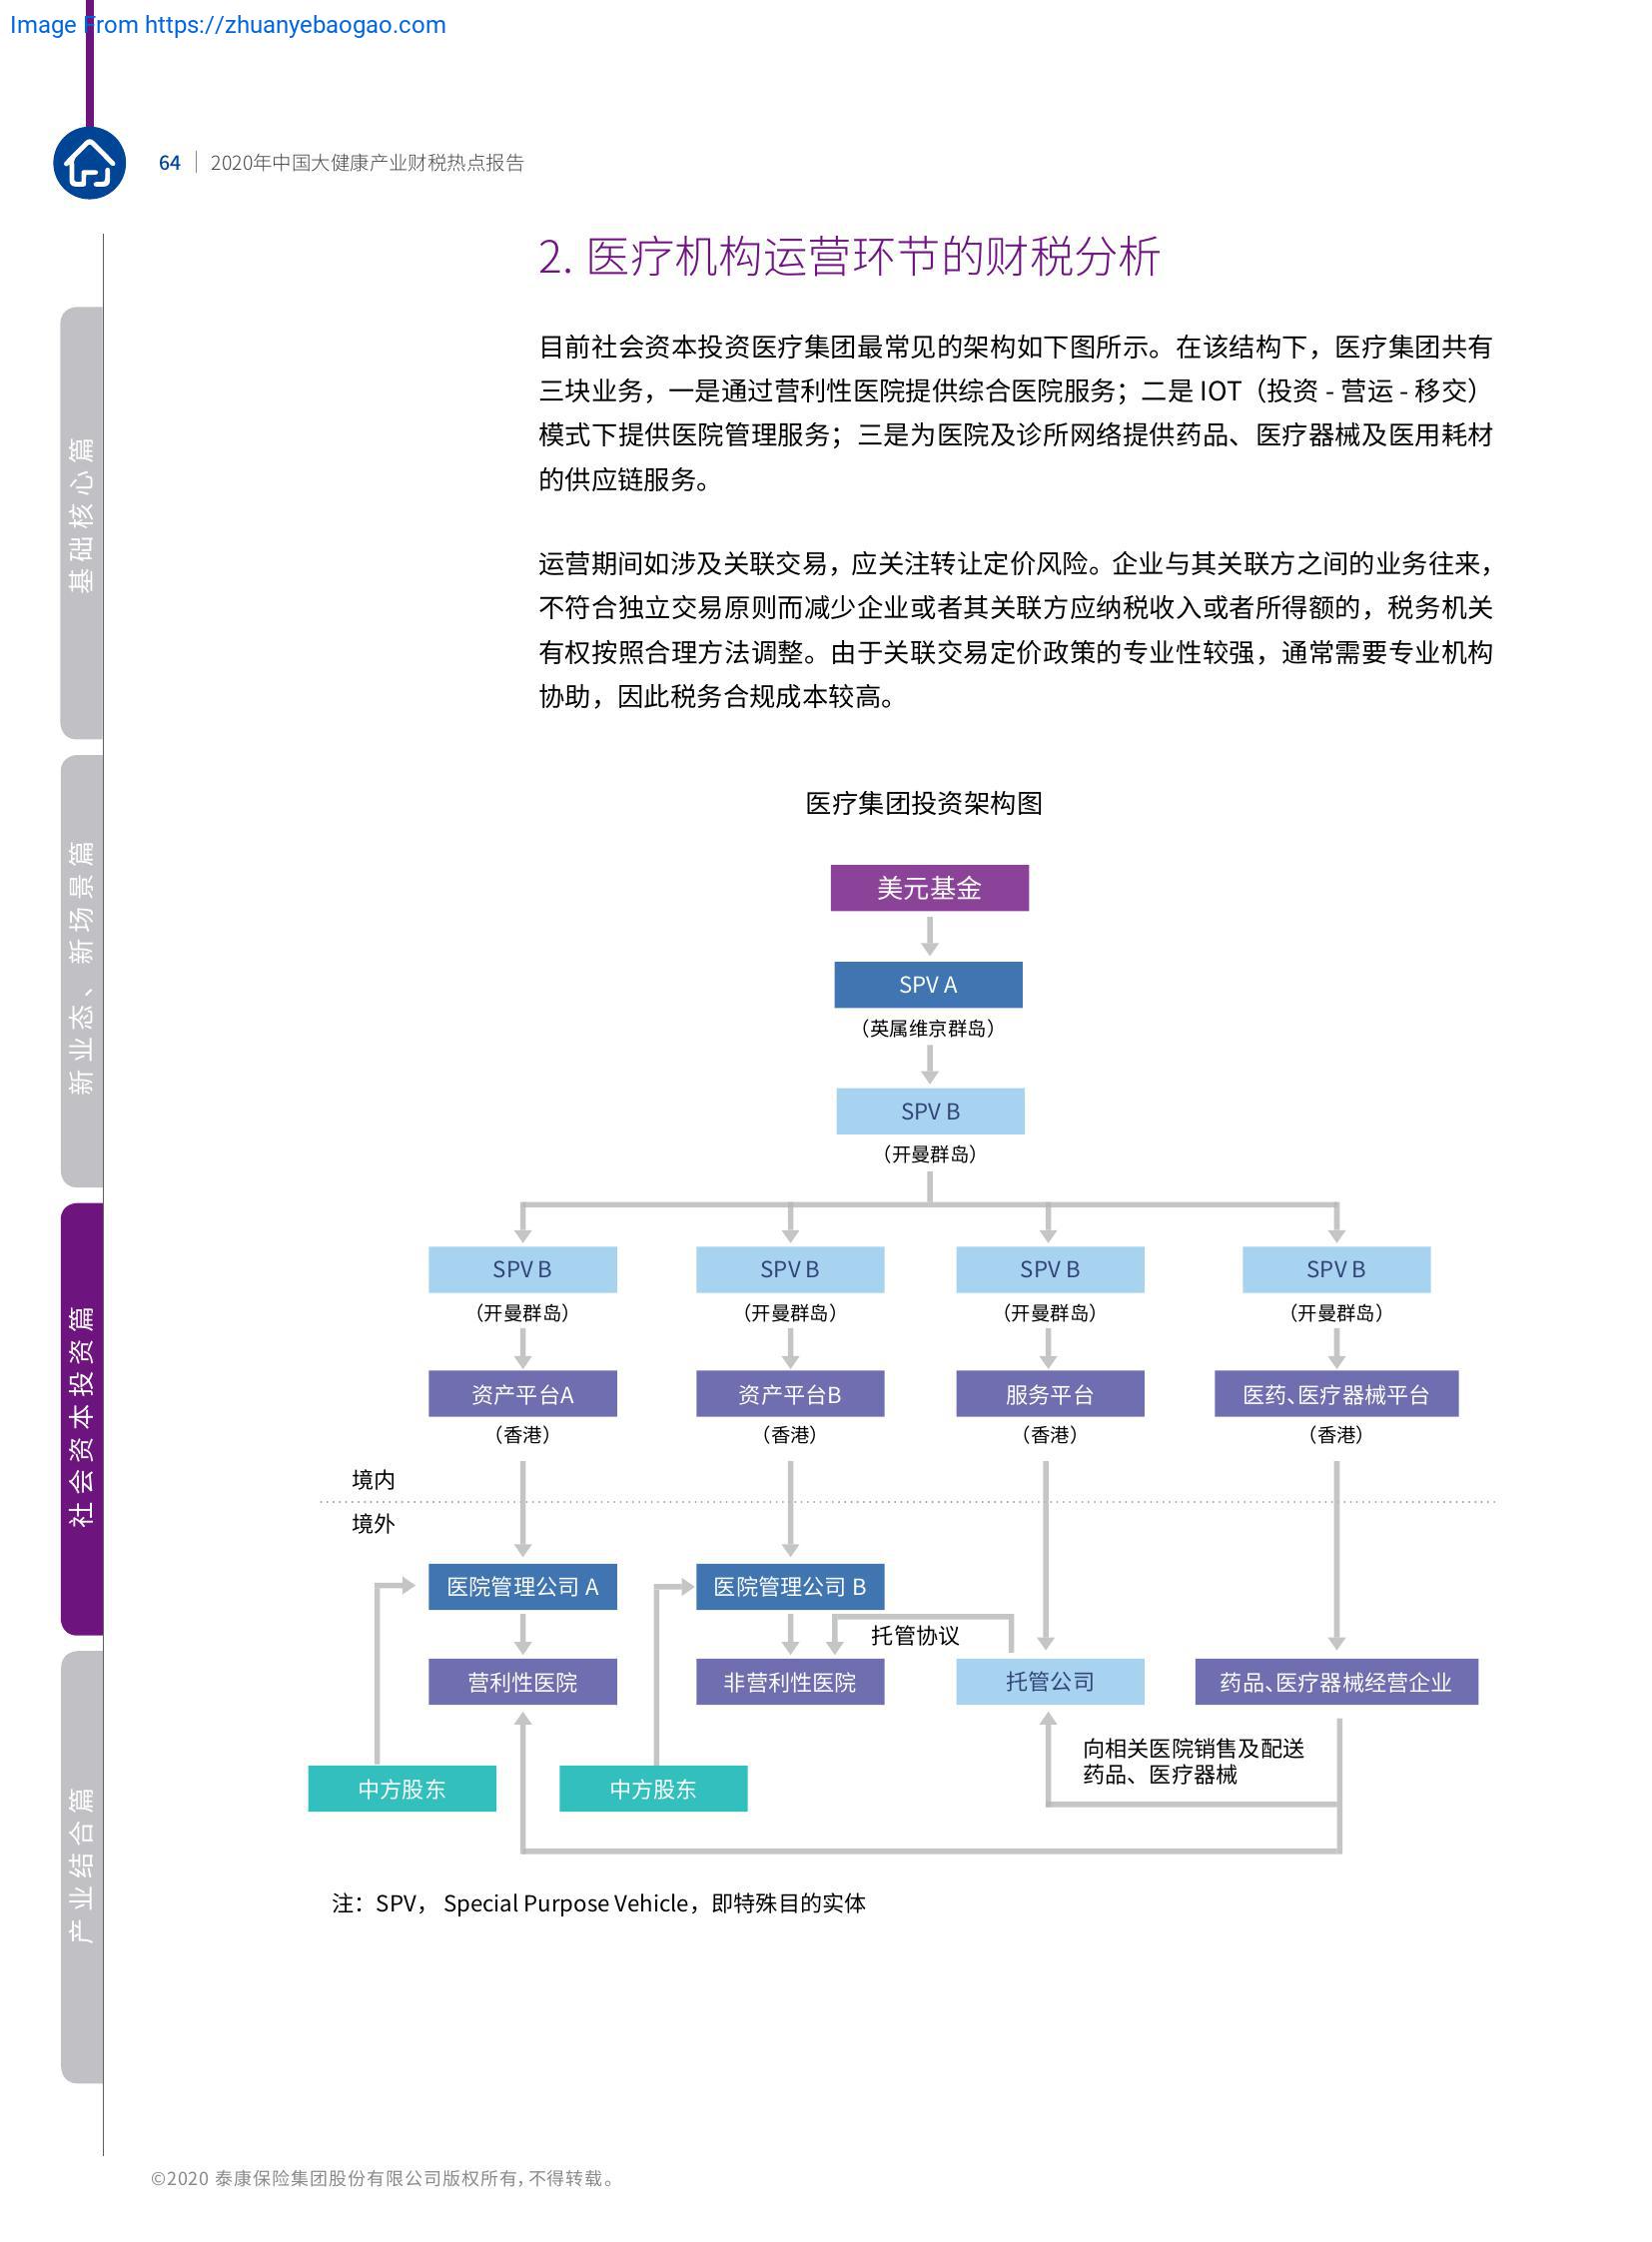 Image From https://zhuanyebaogao.com
64
2020年中国大健康产业财税热点报告
基础核心篇
新业态、新场景篇
社会资本投资篇
产业结合篇
2. 医疗机构运营环节的财税分析
目前社会资本投资医疗集团最常见的架构如下图所示。在该结构下，医疗集团共有
三块业务，一是通过营利性医院提供综合医院服务；二是 IOT（投资 - 营运 - 移交）
模式下提供医院管理服务；三是为医院及诊所网络提供药品、医疗器械及医用耗材
的供应链服务。
运营期间如涉及关联交易，应关注转让定价风险。企业与其关联方之间的业务往来，
不符合独立交易原则而减少企业或者其关联方应纳税收入或者所得额的，税务机关
有权按照合理方法调整。由于关联交易定价政策的专业性较强，通常需要专业机构
协助，因此税务合规成本较高。
医疗集团投资架构图
美元基金
SPV A
（英属维京群岛）
SPV B
（开曼群岛）
SPV B
SPV B
SPV B
SPV B
（开曼群岛）
（开曼群岛）
（开曼群岛）
（开曼群岛）
资产平台A
资产平台B
服务平台
医药、医疗器械平台
（香港）
（香港）
（香港）
（香港）
境内
境外
医院管理公司 A
医院管理公司 B
托管协议
营利性医院
非营利性医院
托管公司
药品、医疗器械经营企业
向相关医院销售及配送
药品、医疗器械
中方股东
中方股东
注：SPV， Special Purpose Vehicle，即特殊目的实体
©2020 泰康保险集团股份有限公司版权所有，不得转载。